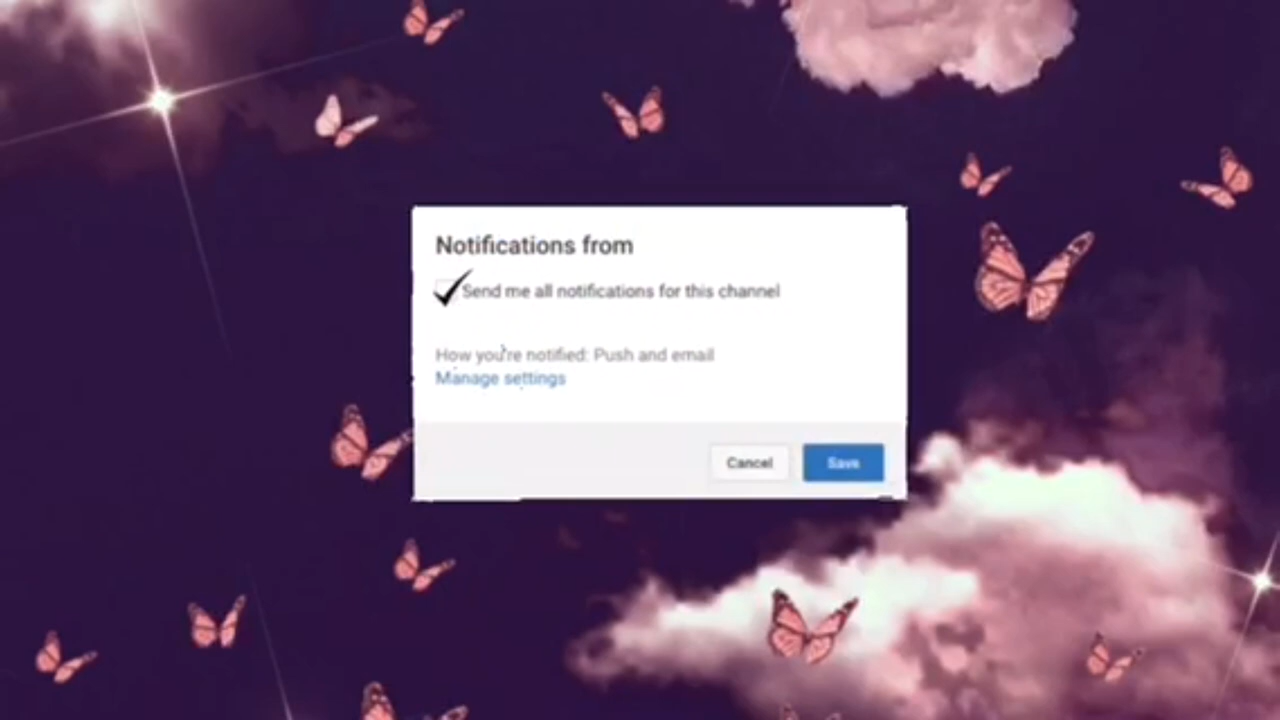 Notifications from
Send me all notifications for this channel
How you're notified: Push and email
Manage settings
Cancel
Save